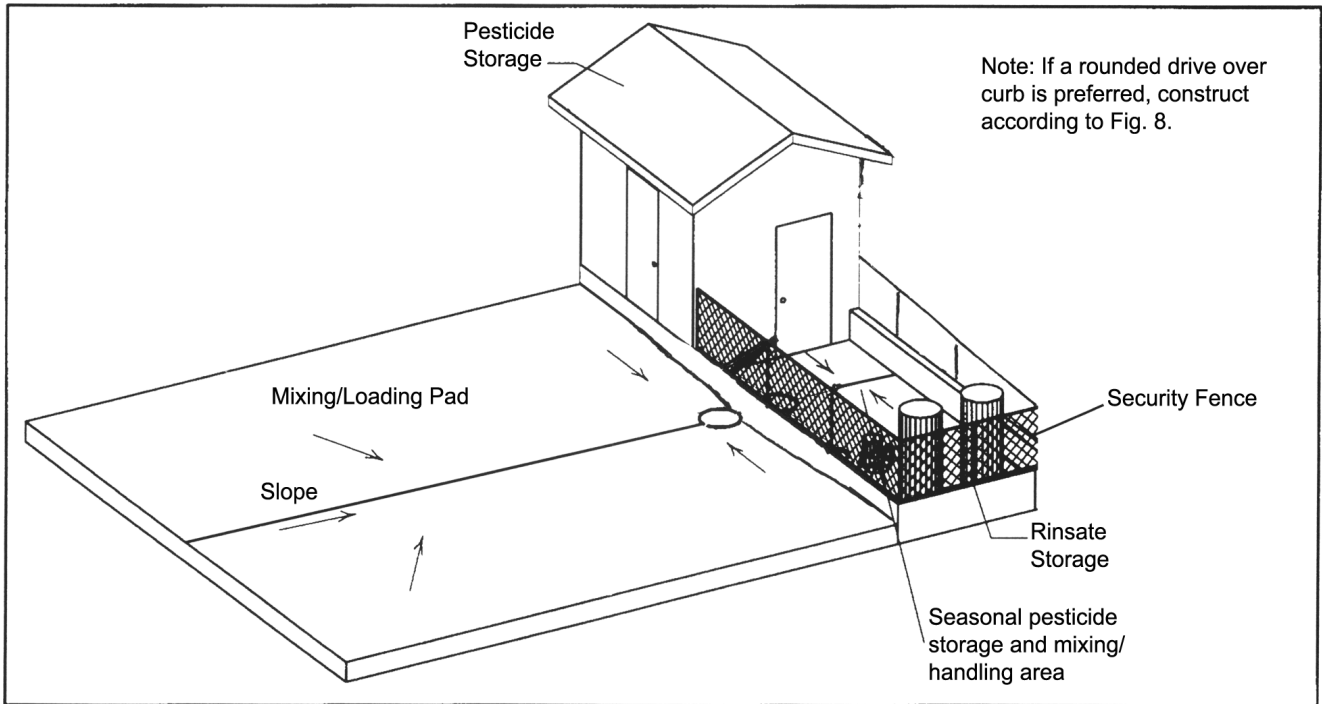 Pesticide
Storage
Note: If a rounded drive over
curb is preferred, construct
according to Fig. 8.
Mixing/Loading Pad
Security Fence
Slope
Rinsate
Storage
Seasonal pesticide
storage and mixing/
handling area